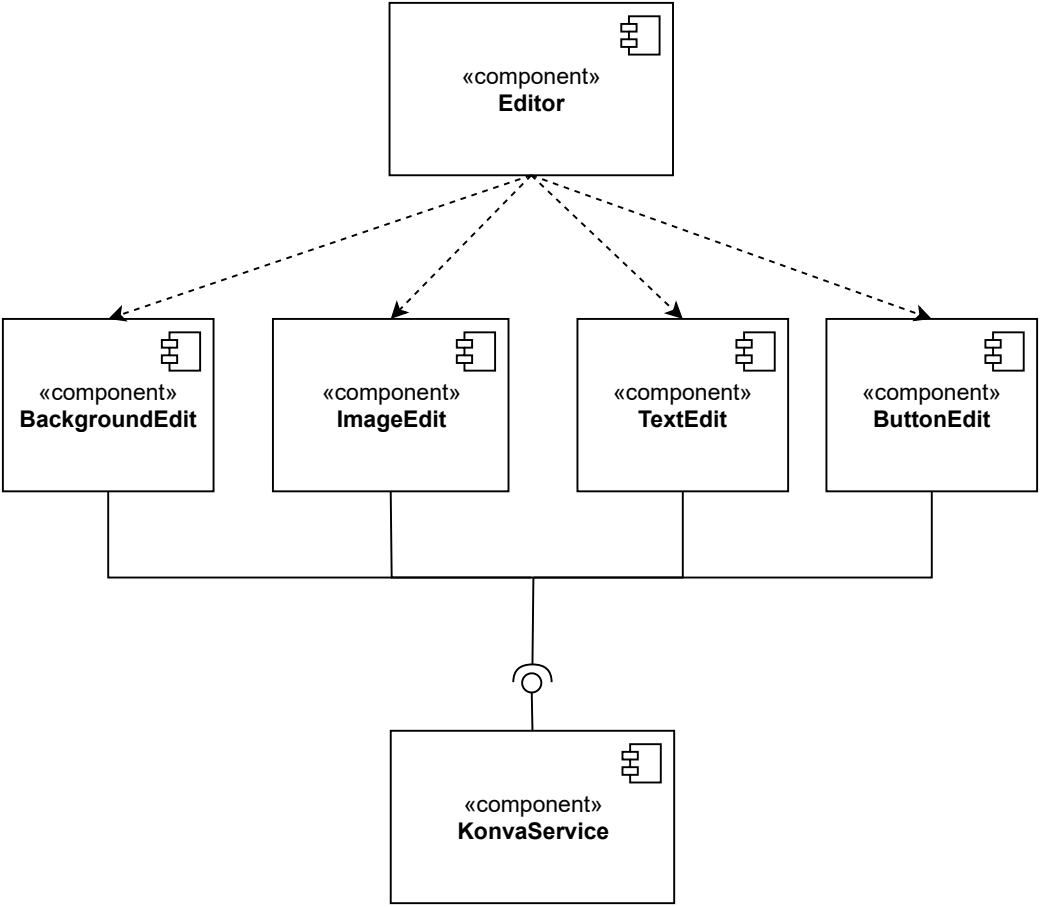 «component»
Editor
«component»
BackgroundEdit
«component»
ImageEdit
«component»
TextEdit
«component»
ButtonEdit
«component»
KonvaService